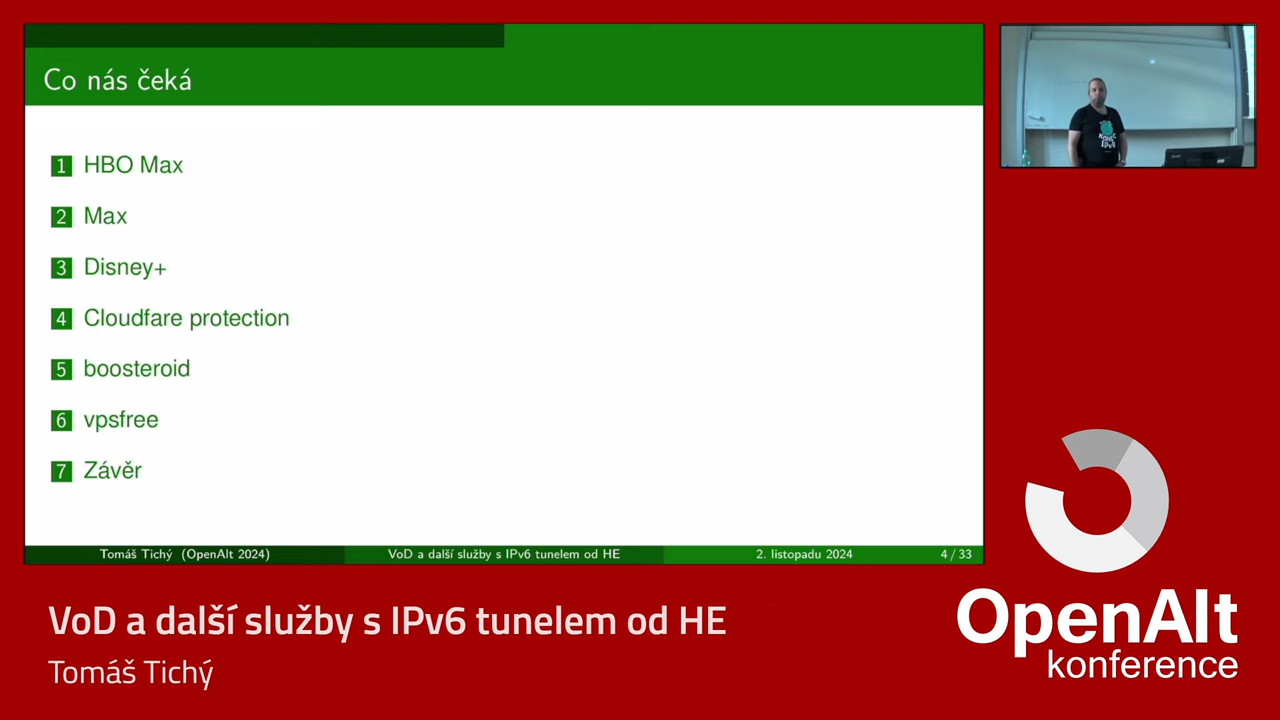 Co nás čeká
1 HBO Max
2 Max
3 Disney+
4 Cloudfare protection
5 boosteroid
6 vpsfree
7 Závěr
Tomáš Tichý (OpenAlt 2024) VoD a další služby s IPv6 tunelem od HE 2. listopadu 2024 4 / 33
VoD a další služby s IPv6 tunelem od HE
Tomáš Tichý
OpenAlt
konference